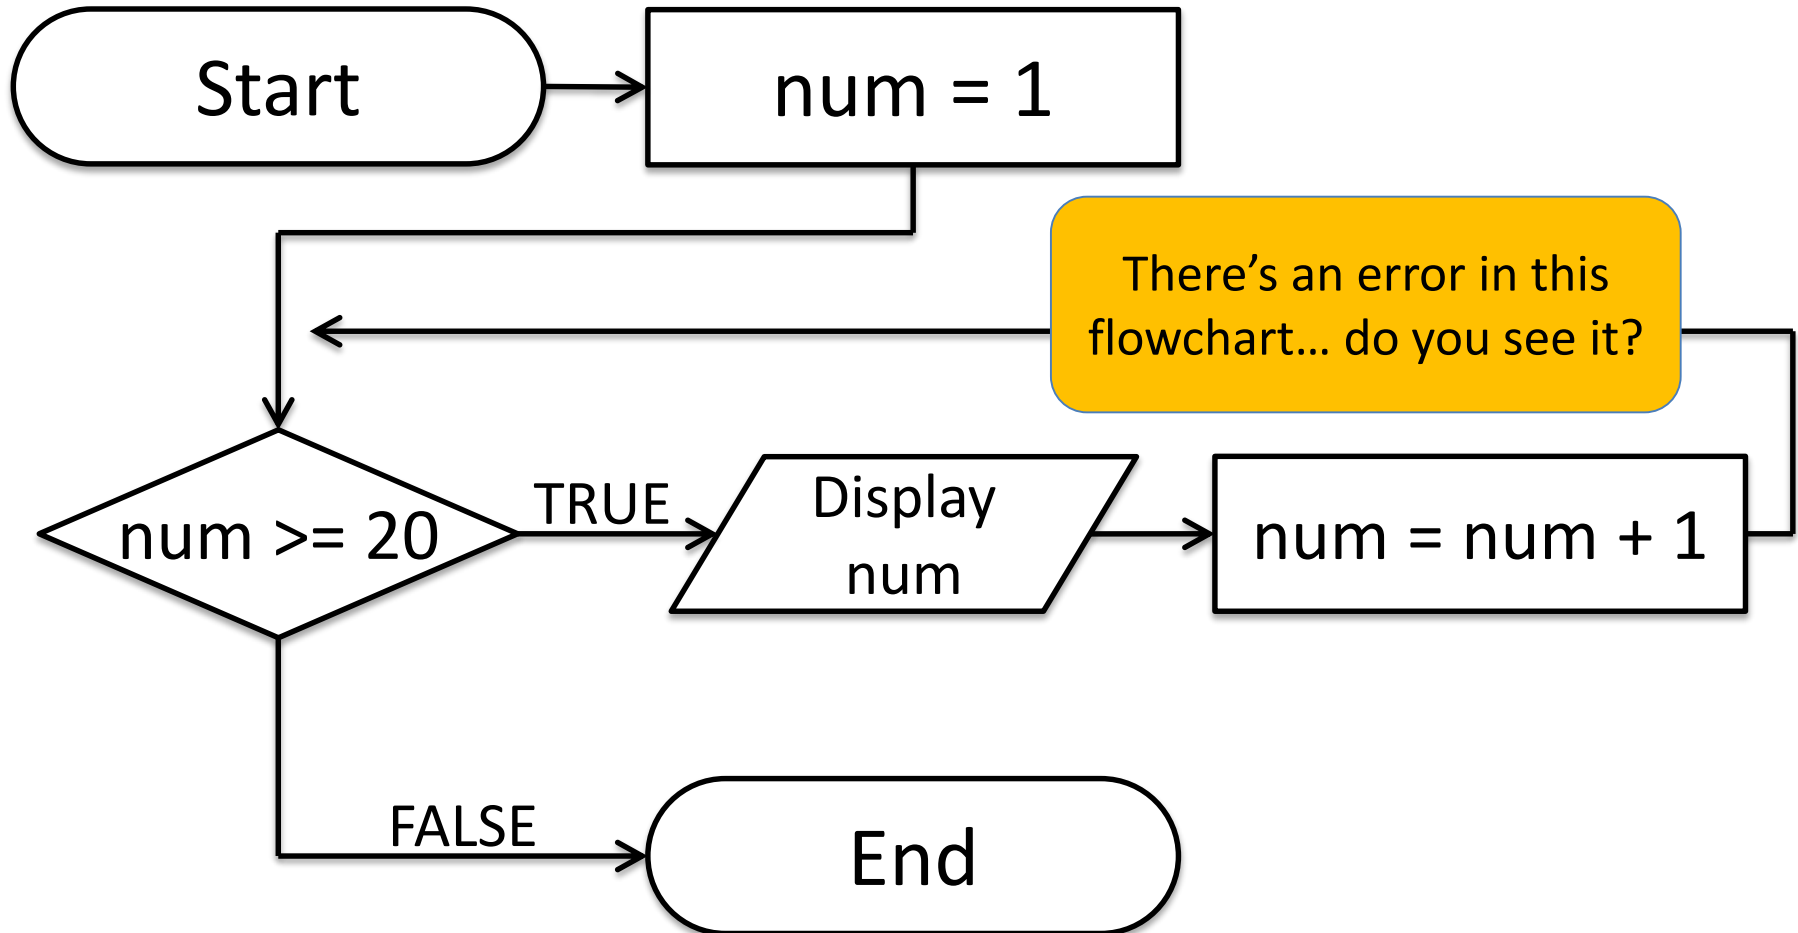 Start
num = 1
There’s an error in this
flowchart... do you see it?
num >= 20
TRUE
Display
num
num = num + 1
FALSE
End